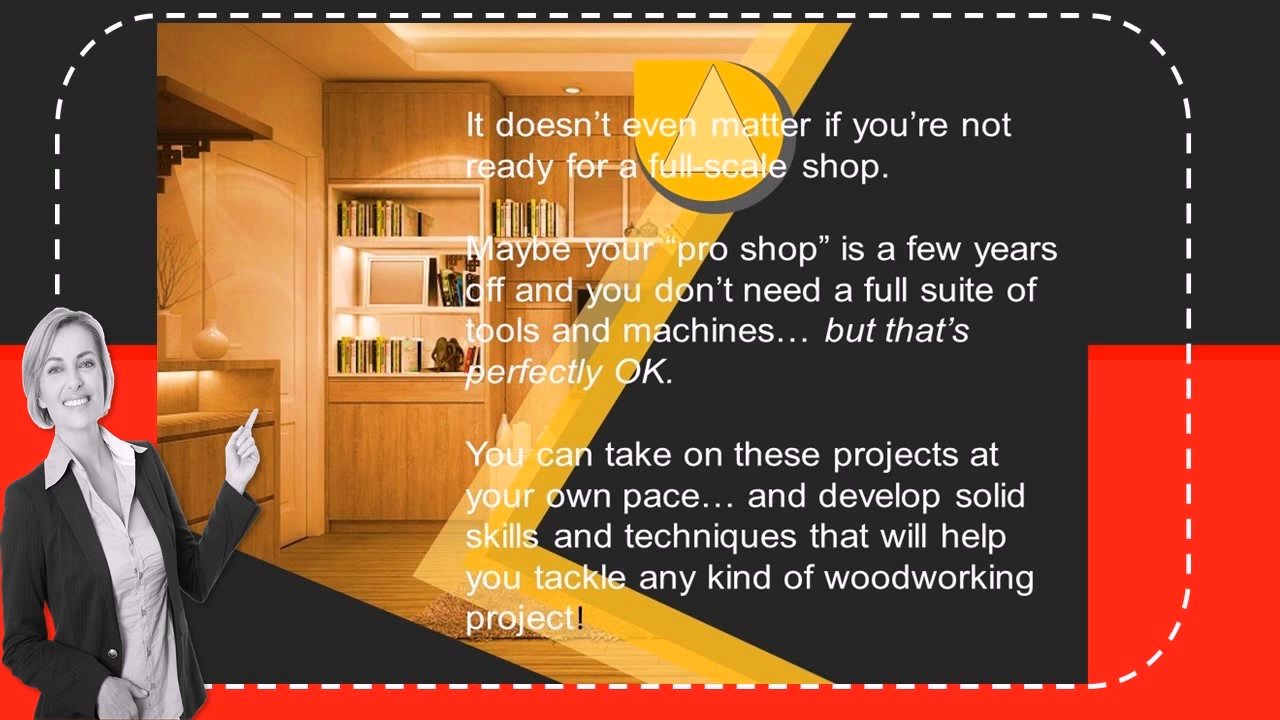 It doesn’t even matter if you’re not
ready for a full-scale shop.
Maybe your “pro shop” is a few years
off and you don’t need a full suite of
tools and machines… but that’s
perfectly OK.
You can take on these projects at
your own pace… and develop solid
skills and techniques that will help
you tackle any kind of woodworking
project!